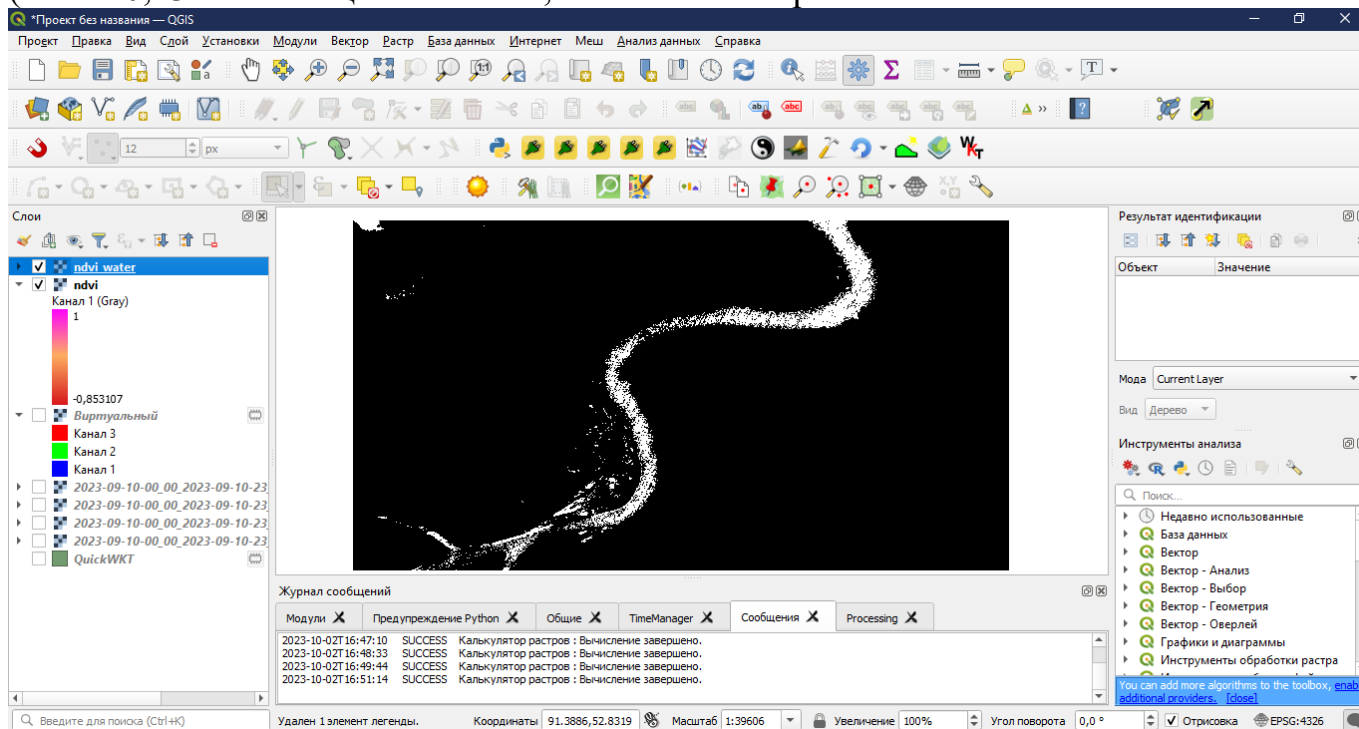 *Проект без названия — QGIS
Проект Правка Вид Слой Установки Модули Вектор Растр База данных Интернет Меш Анализ данных Справка
12 px
Слои
ndvi water
ndvi
Канал 1 (Gray)
1
-0,853107
Виртуальный
Канал 3
Канал 2
Канал 1
2023-09-10-00_00_2023-09-10-23
2023-09-10-00_00_2023-09-10-23
2023-09-10-00_00_2023-09-10-23
2023-09-10-00_00_2023-09-10-23
QuickWKT
Результат идентификации
Объект Значение
Мода Current Layer
Вид Дерево
Инструменты анализа
Поиск...
Недавно использованные
База данных
Вектор
Вектор - Анализ
Вектор - Выбор
Вектор - Геометрия
Вектор - Оверлей
Графики и диаграммы
Инструменты обработки растра
You can add more algorithms to the toolbox, enab
additional providers. [close]
Журнал сообщений
Модули Предупреждение Python Общие TimeManager Сообщения Processing
2023-10-02T16:47:10 SUCCESS Калькулятор растров : Вычисление завершено.
2023-10-02T16:48:33 SUCCESS Калькулятор растров : Вычисление завершено.
2023-10-02T16:49:44 SUCCESS Калькулятор растров : Вычисление завершено.
2023-10-02T16:51:14 SUCCESS Калькулятор растров : Вычисление завершено.
Введите для поиска (Ctrl+K) Удален 1 элемент легенды. Координаты 91.3886,52.8319 Масштаб 1:39606 Увеличение 100% Угол поворота 0,0 ° Отрисовка EPSG:4326